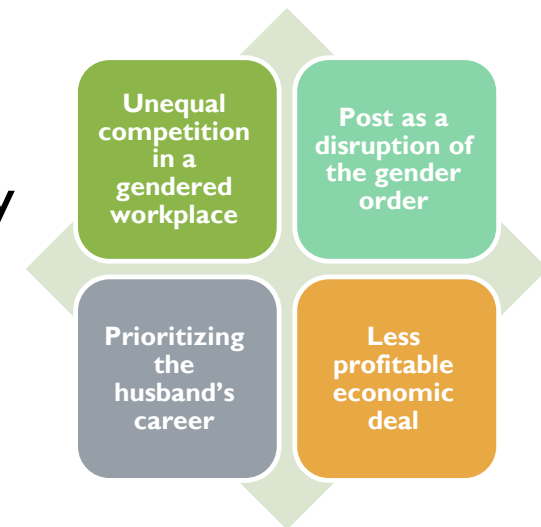 Unequal
competition
in a
gendered
workplace
Post as a
disruption of
the gender
order
y
Prioritizing
the
husband's
career
Less
profitable
economic
deal